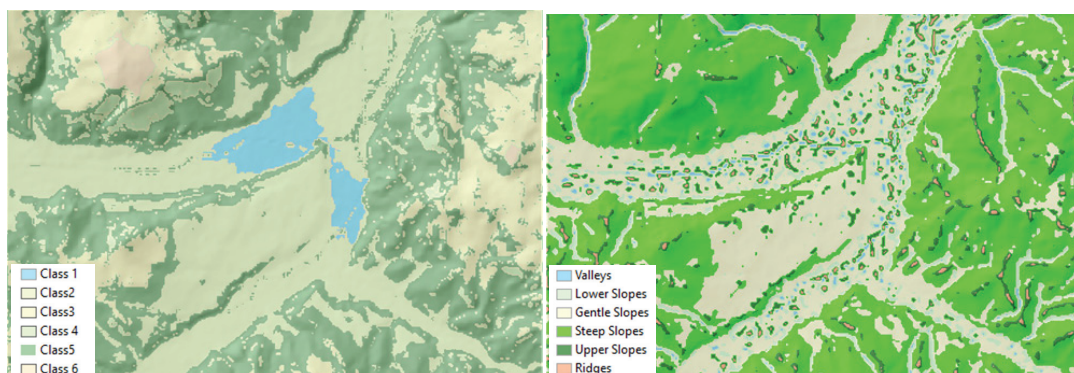 Class 1
Class2
Class3
Class 4
Class5
Class 6
Valleys
Lower Slopes
Gentle Slopes
Steep Slopes
Upper Slopes
Ridges